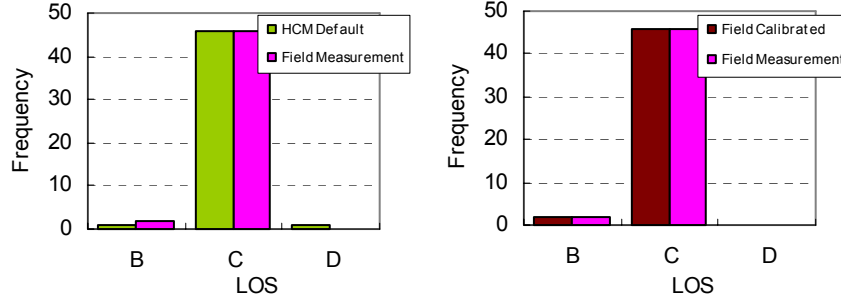 50
40
30
20
10
0
Frequency
HCM Default
Field Measurement
B C D
LOS
50
40
30
20
10
0
Frequency
Field Calibrated
Field Measurement
B C D
LOS